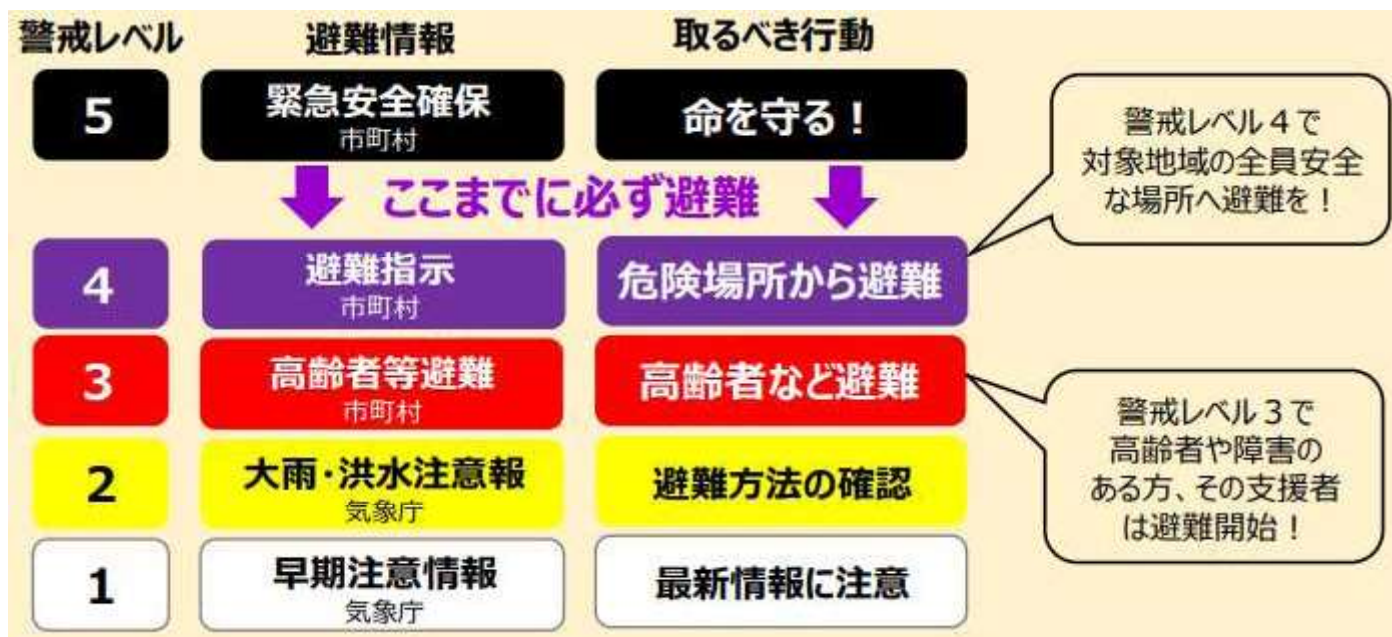 警戒レベル
避難情報
取るべき行動
5
緊急安全確保
市町村
命を守る！
警戒レベル４で
対象地域の全員安全
な場所へ避難を！
ここまでに必ず避難
4
避難指示
市町村
危険場所から避難
3
高齢者等避難
市町村
高齢者など避難
警戒レベル３で
高齢者や障害の
ある方、その支援者
は避難開始！
2
大雨・洪水注意報
気象庁
避難方法の確認
1
早期注意情報
気象庁
最新情報に注意